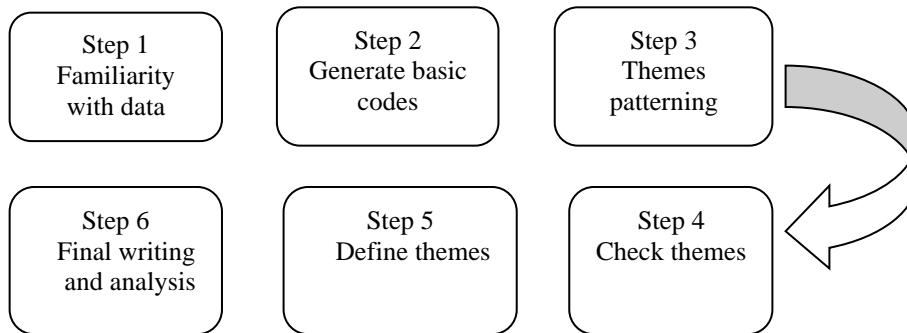 Step 1
Familiarity
with data
Step 2
Generate basic
codes
Step 3
Themes
patterning
Step 4
Check themes
Step 5
Define themes
Step 6
Final writing
and analysis